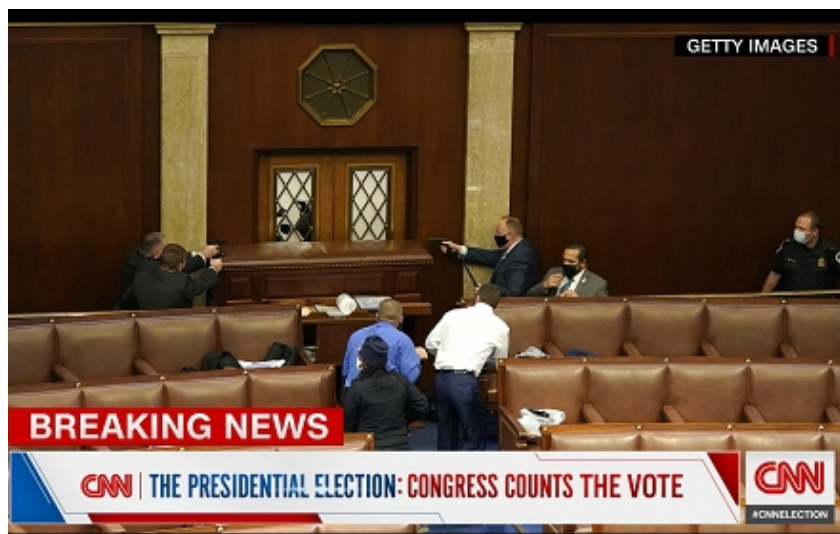 GETTY IMAGES
BREAKING NEWS
CNN THE PRESIDENTIAL ELECTION: CONGRESS COUNTS THE VOTE
CNN
#CNNELECTION